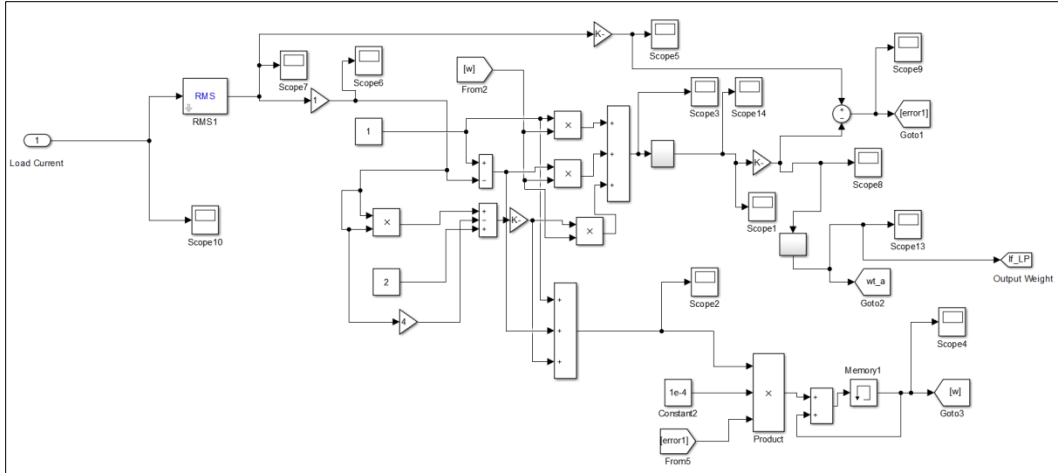 K-
Scope5
Scope9
Scope7
Scope6
[w]
From2
RMS
RMS1
1
Scope3
Scope14
[error1]
Goto1
1
Load Current
1
×
+
+
-
+
-
×
+
K-
Scope8
+
Scope10
×
+
-
+
K-
×
Scope1
Scope13
2
If_LP
Output Weight
wt_a
Goto2
4
+
+
+
Scope2
Scope4
1e-4
Constant2
×
Product
+
+
Memory1
[w]
Goto3
[error1]
From5